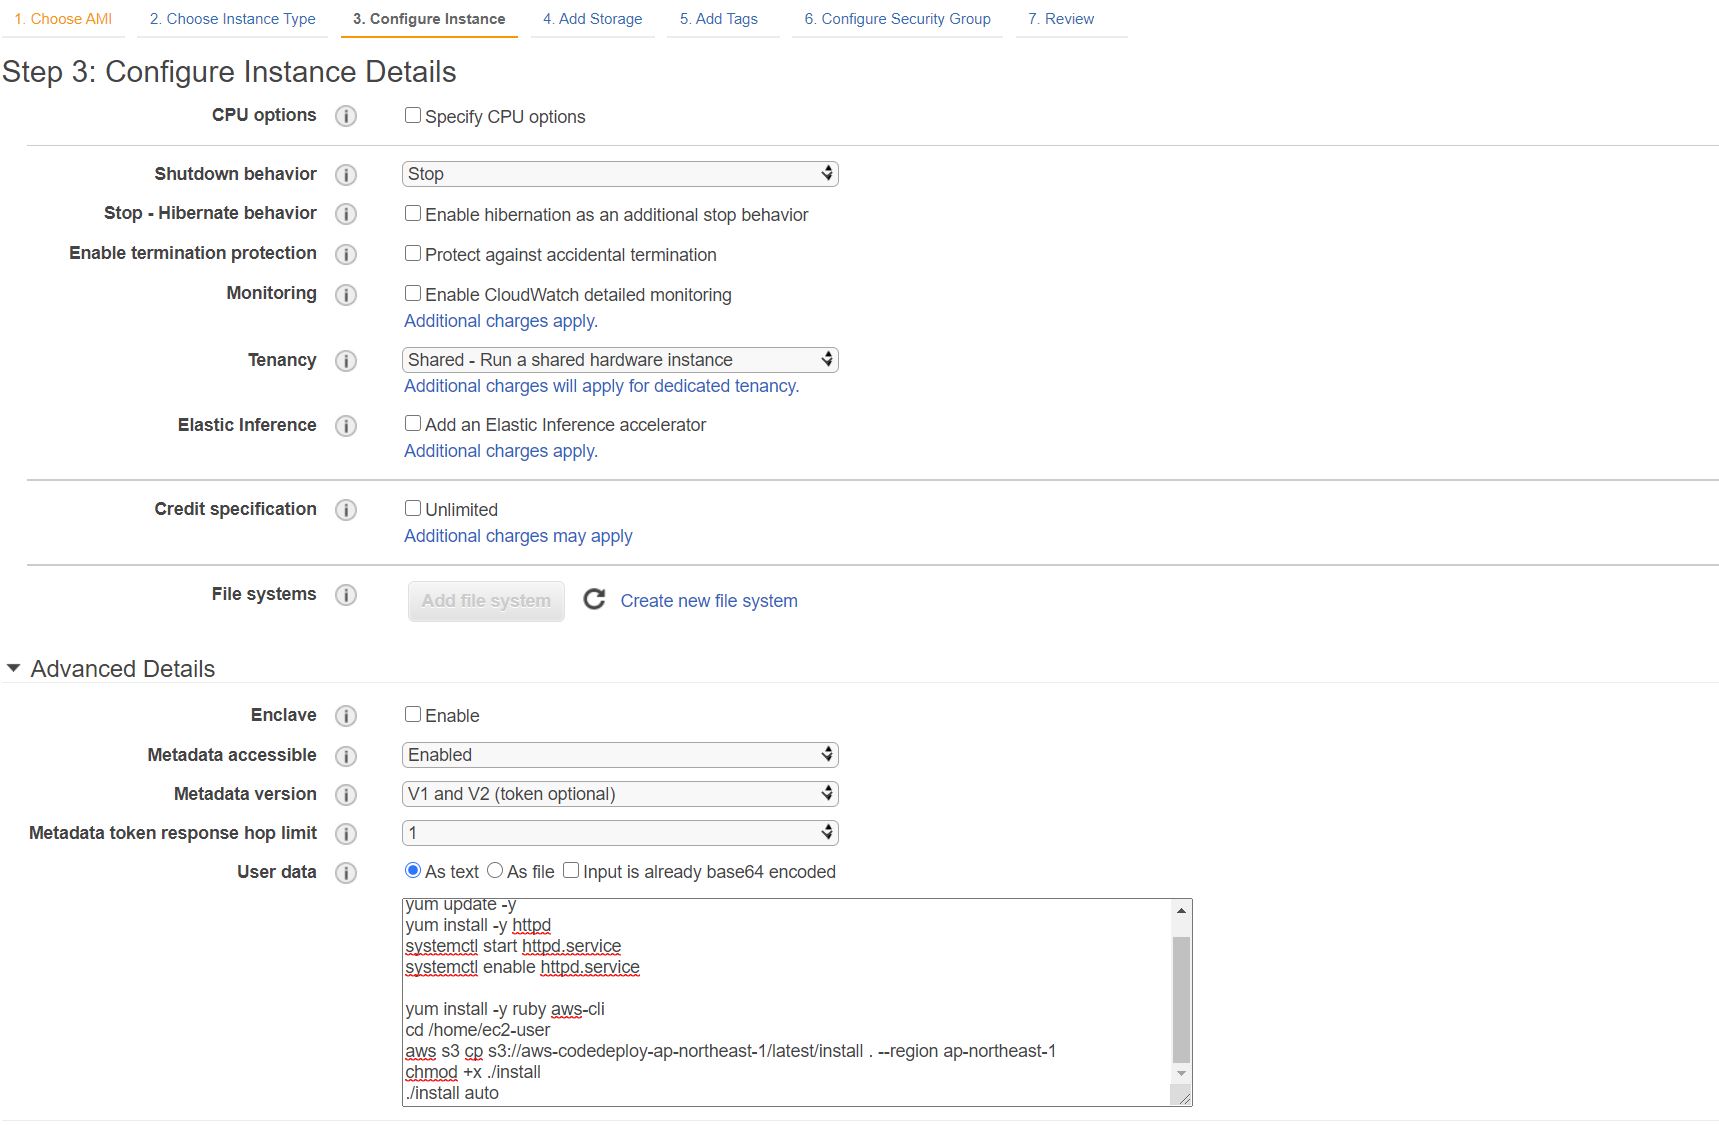 1. Choose AMI 2. Choose Instance Type 3. Configure Instance 4. Add Storage 5. Add Tags 6. Configure Security Group 7. Review
Step 3: Configure Instance Details
CPU options i Specify CPU options
Shutdown behavior i Stop
Stop - Hibernate behavior i Enable hibernation as an additional stop behavior
Enable termination protection i Protect against accidental termination
Monitoring i Enable CloudWatch detailed monitoring
Additional charges apply.
Tenancy i Shared - Run a shared hardware instance
Additional charges will apply for dedicated tenancy.
Elastic Inference i Add an Elastic Inference accelerator
Additional charges apply.
Credit specification i Unlimited
Additional charges may apply
File systems i Add file system Create new file system
Advanced Details
Enclave i Enable
Metadata accessible i Enabled
Metadata version i V1 and V2 (token optional)
Metadata token response hop limit i 1
User data i As text As file Input is already base64 encoded
yum update -y
yum install -y httpd
systemctl start httpd.service
systemctl enable httpd.service
yum install -y ruby aws-cli
cd /home/ec2-user
aws s3 cp s3://aws-codedeploy-ap-northeast-1/latest/install . --region ap-northeast-1
chmod +x ./install
./install auto